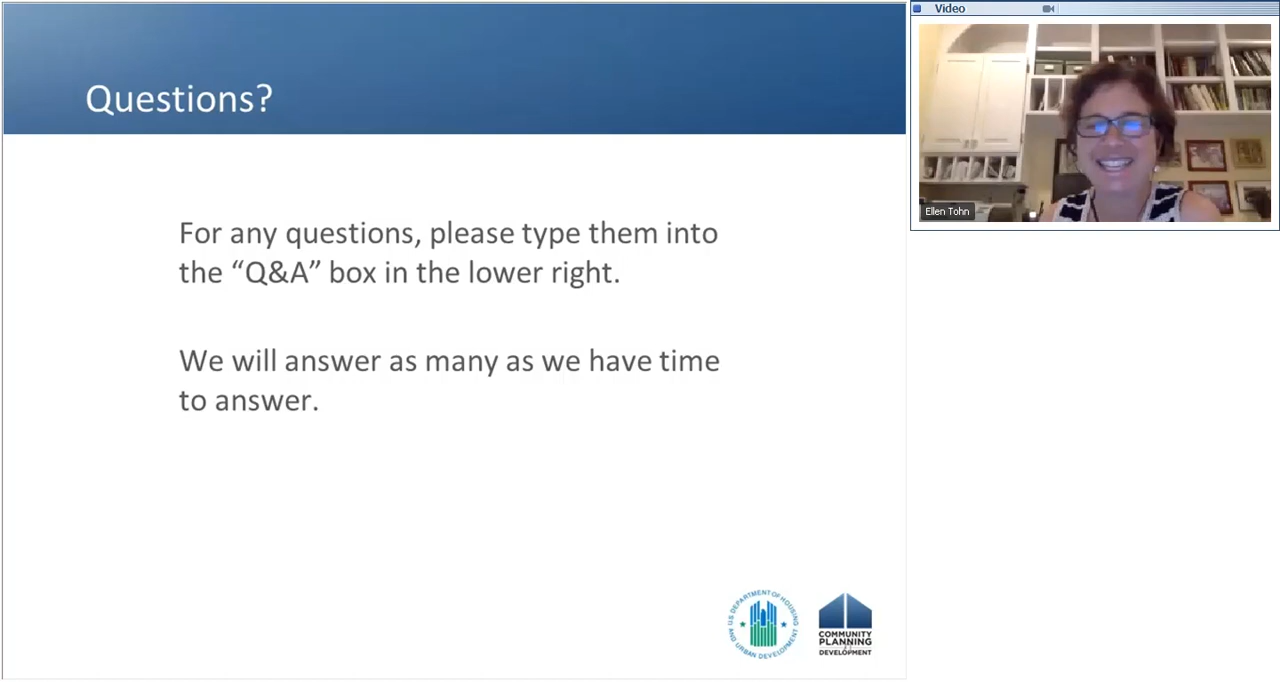 Questions?
For any questions, please type them into
the “Q&A” box in the lower right.
We will answer as many as we have time
to answer.
U.S. DEPARTMENT OF HOUSING
AND URBAN DEVELOPMENT
COMMUNITY
PLANNING
DEVELOPMENT
Video
Ellen Tohn